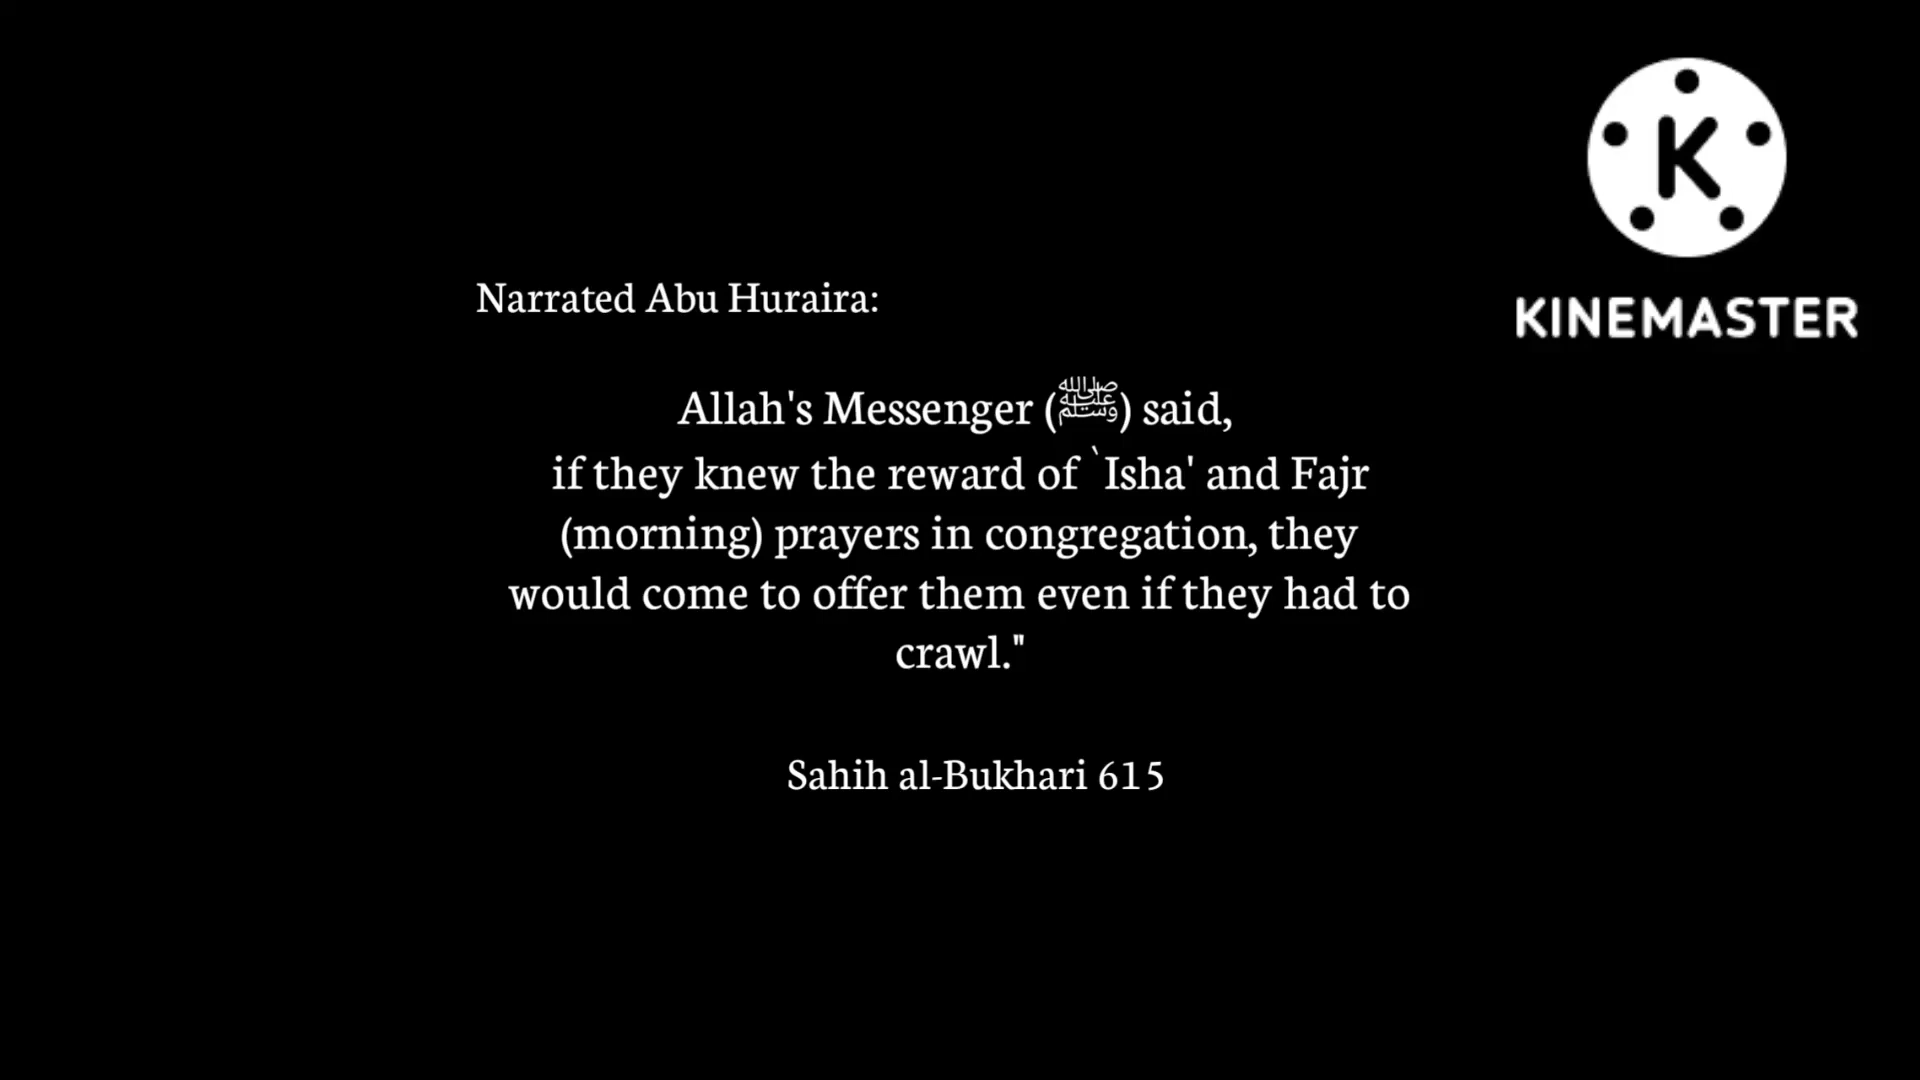 KINEMASTER
Narrated Abu Huraira:
Allah's Messenger (ﷺ) said,
if they knew the reward of `Isha' and Fajr
(morning) prayers in congregation, they
would come to offer them even if they had to
crawl."
Sahih al-Bukhari 615